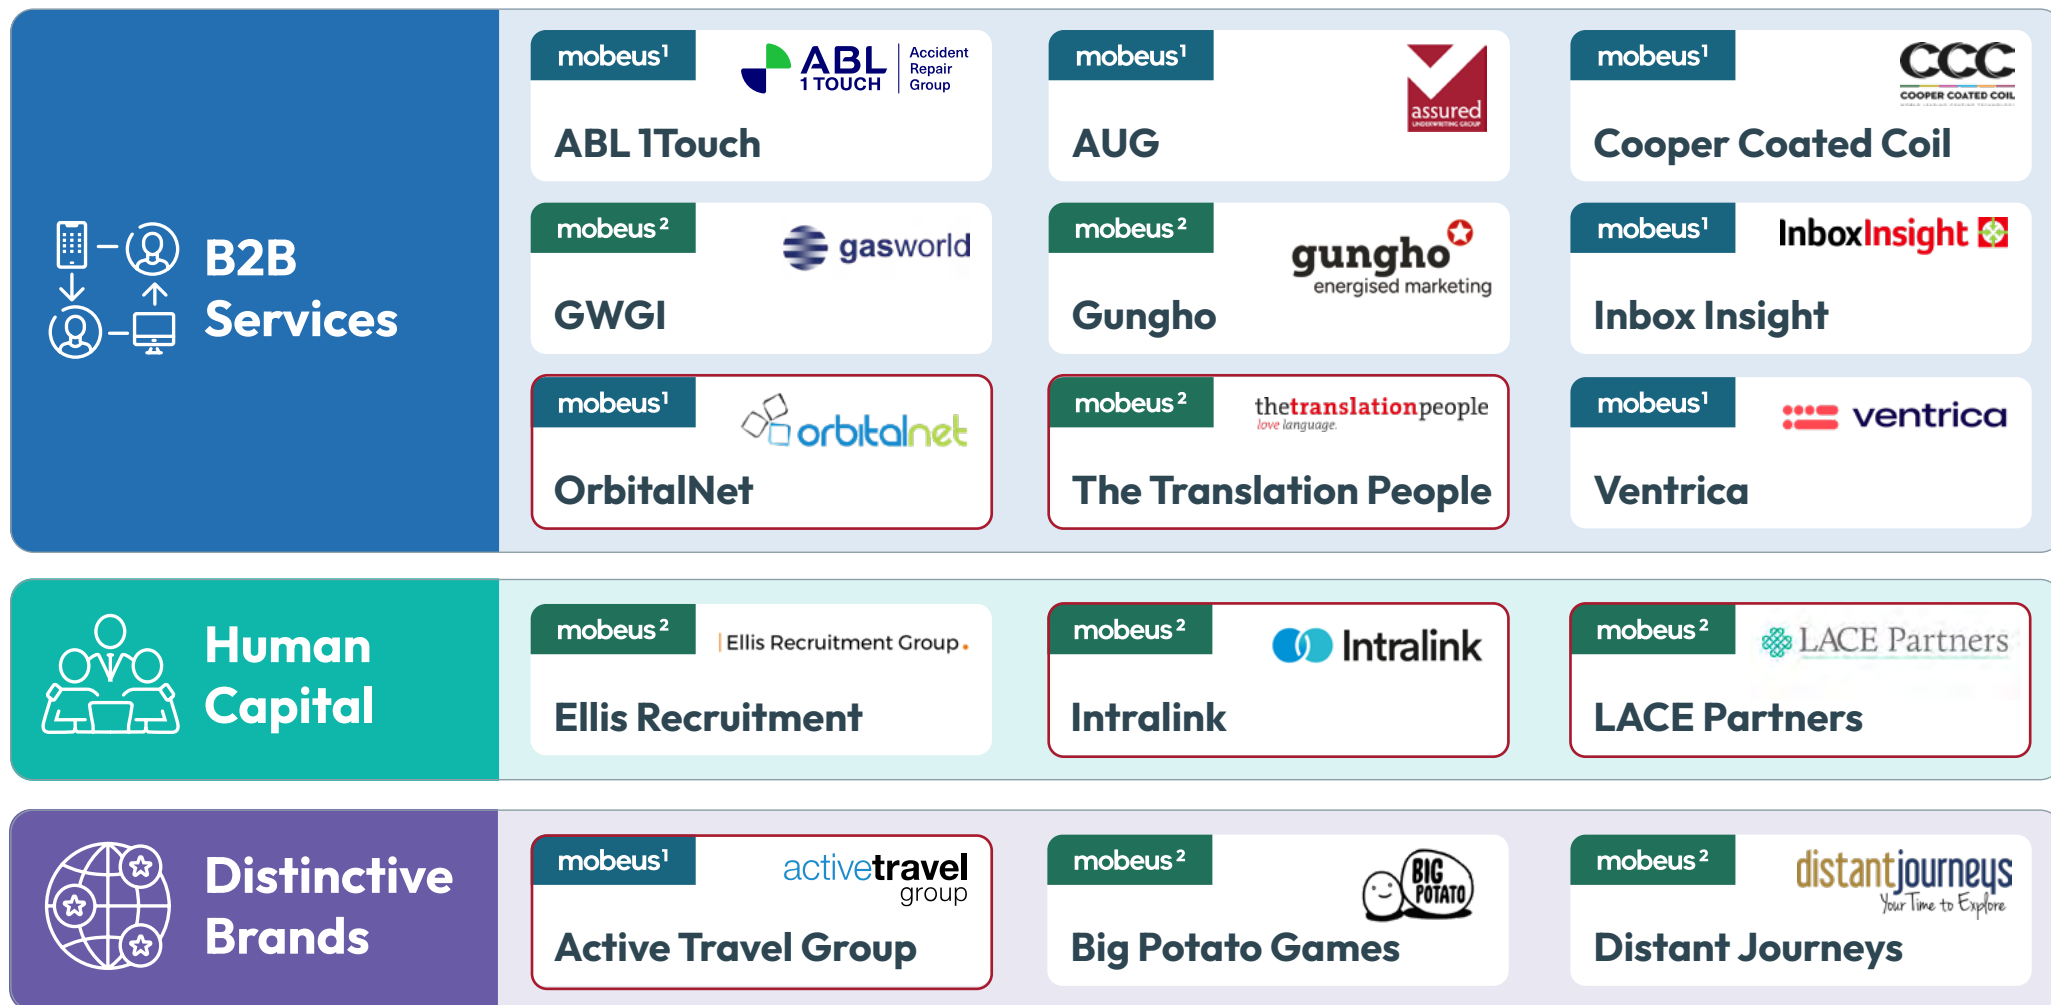 B2B
Services
mobeus¹
ABL
1 TOUCH
Accident
Repair
Group
ABL 1Touch
mobeus¹
assured
UNDERWRITING GROUP
AUG
mobeus¹
CCC
COOPER COATED COIL
Cooper Coated Coil
mobeus²
gasworld
GWGI
mobeus²
gungho
energised marketing
Gungho
mobeus¹
InboxInsight
Inbox Insight
mobeus¹
orbitalnet
OrbitalNet
mobeus²
thetranslationpeople
love language.
The Translation People
mobeus¹
ventrica
Ventrica
Human
Capital
mobeus²
Ellis Recruitment Group.
Ellis Recruitment
mobeus²
Intralink
Intralink
mobeus²
LACE Partners
LACE Partners
Distinctive
Brands
mobeus¹
activetravel
group
Active Travel Group
mobeus²
BIG
POTATO
Big Potato Games
mobeus²
distantjourneys
Your Time to Explore
Distant Journeys